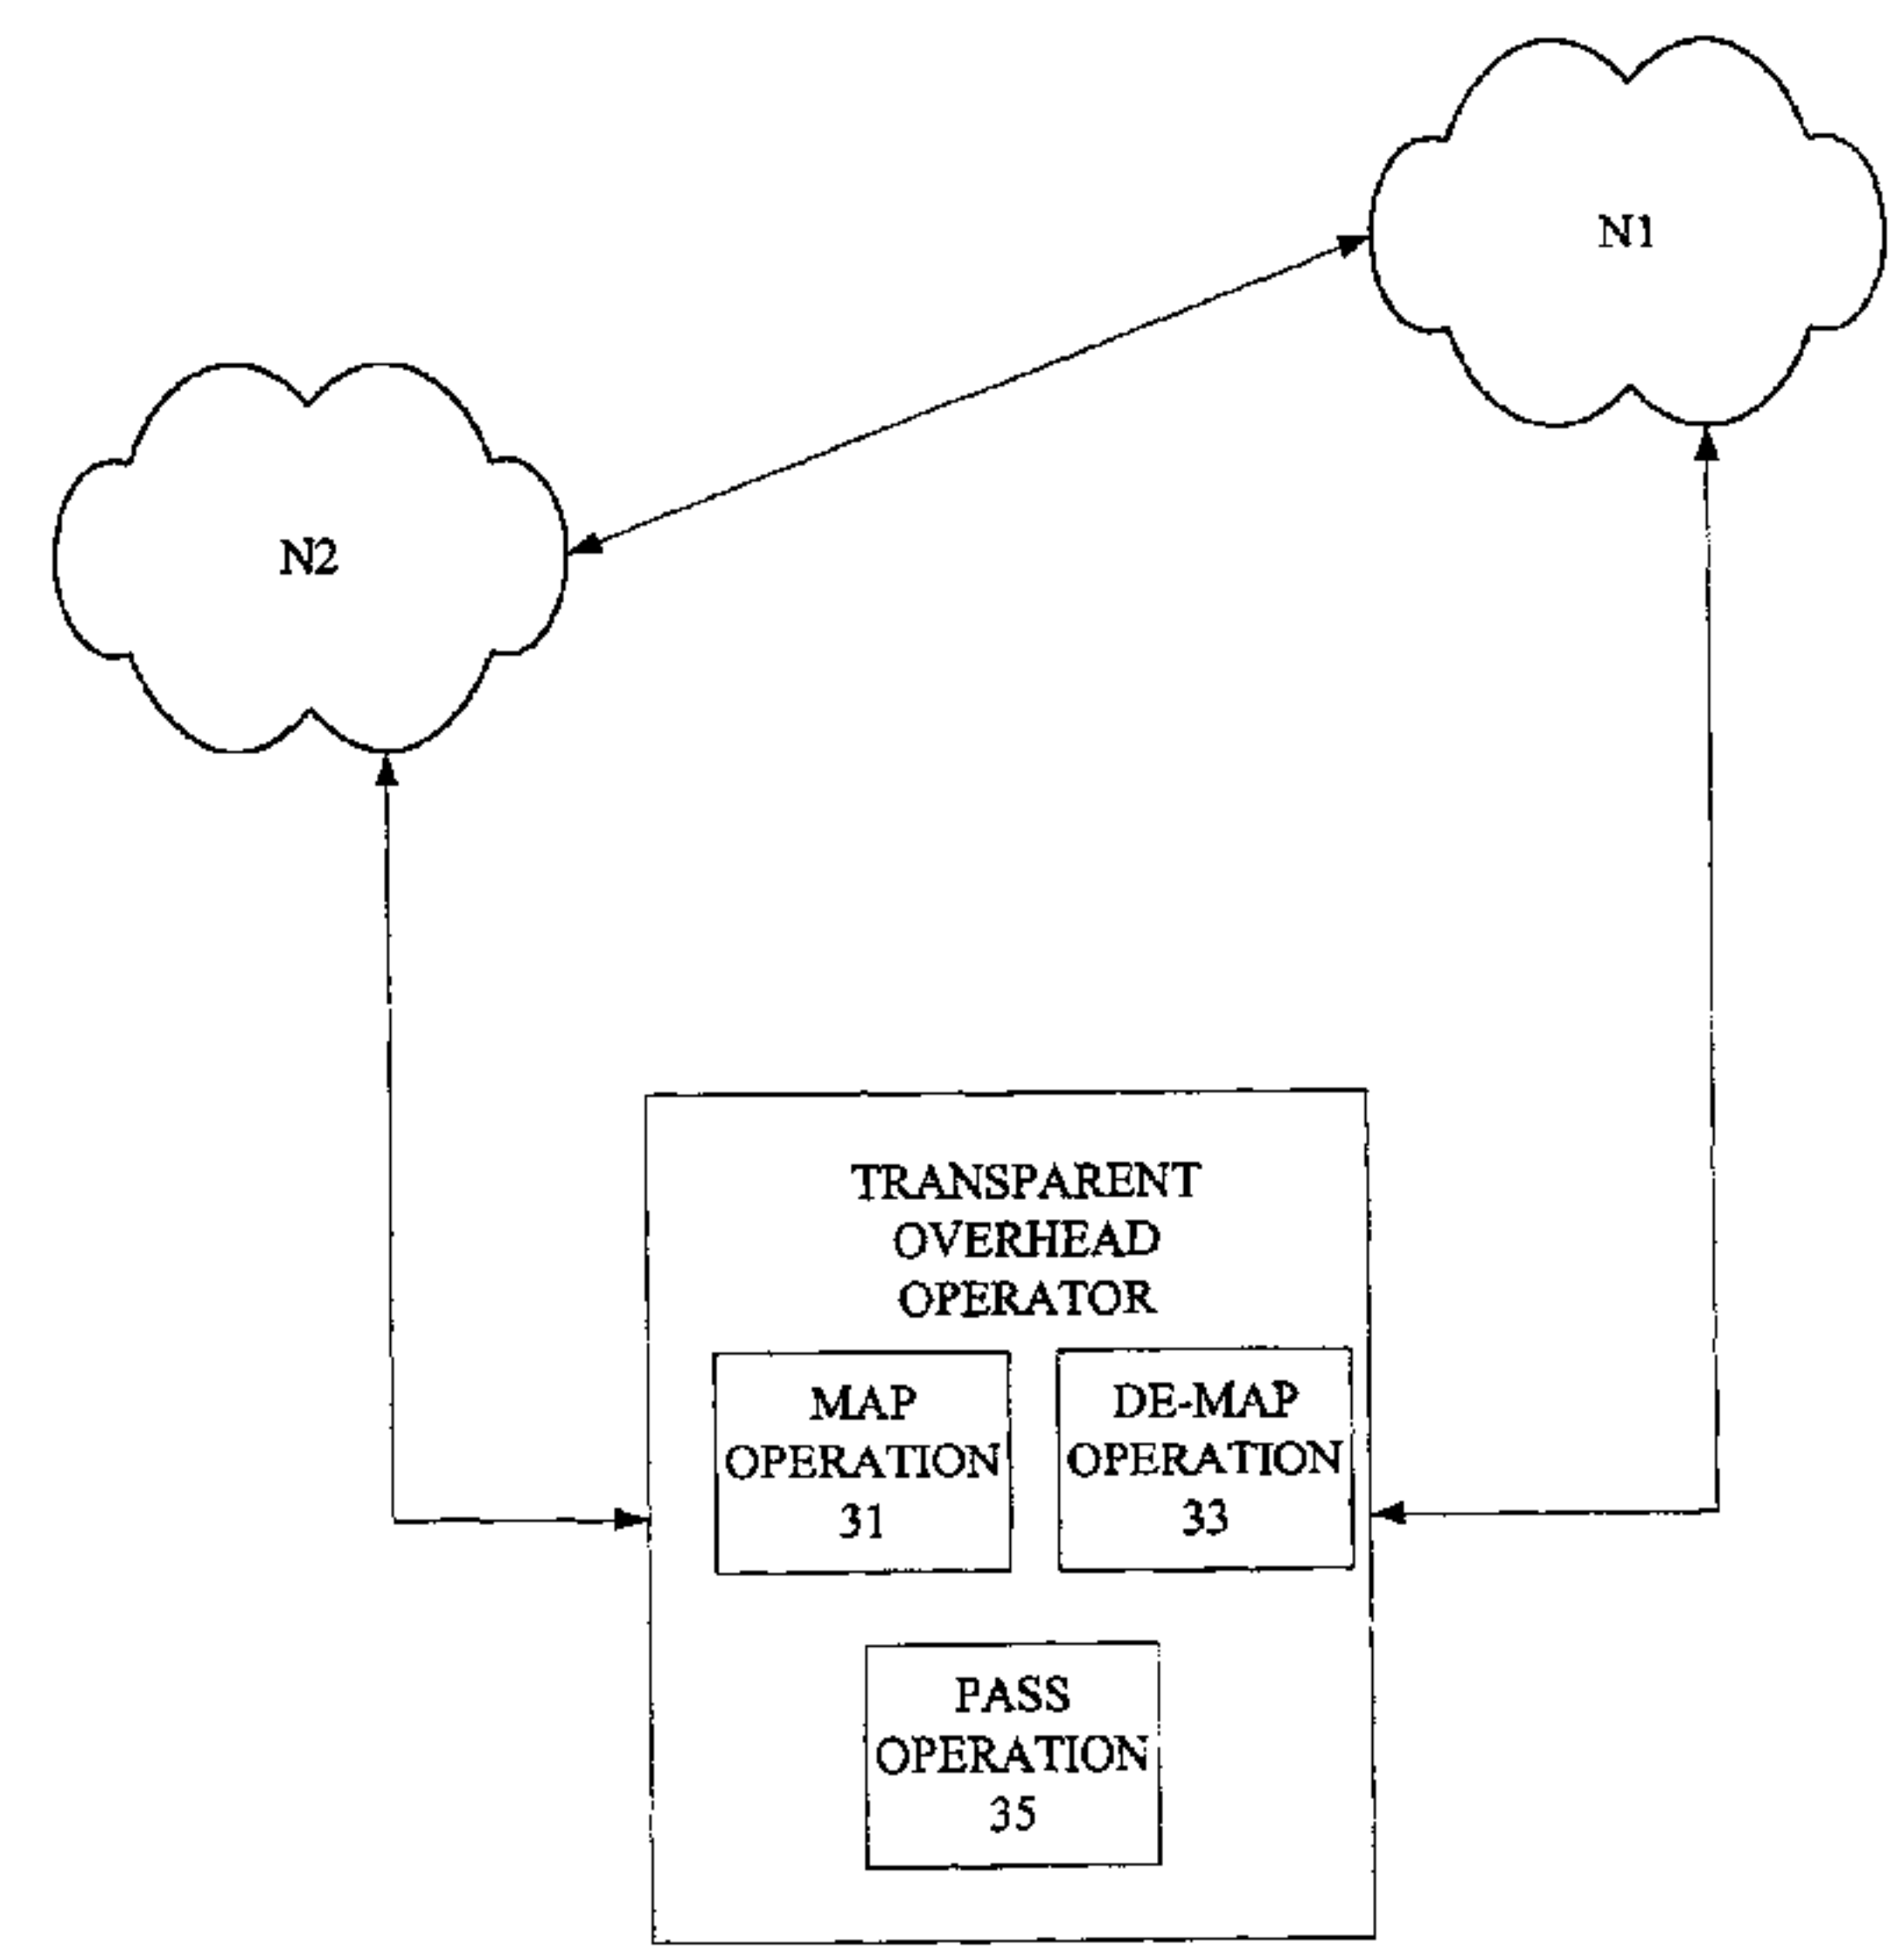 N1
N2
TRANSPARENT
OVERHEAD
OPERATOR
MAP
OPERATION
31
DE-MAP
OPERATION
33
PASS
OPERATION
35